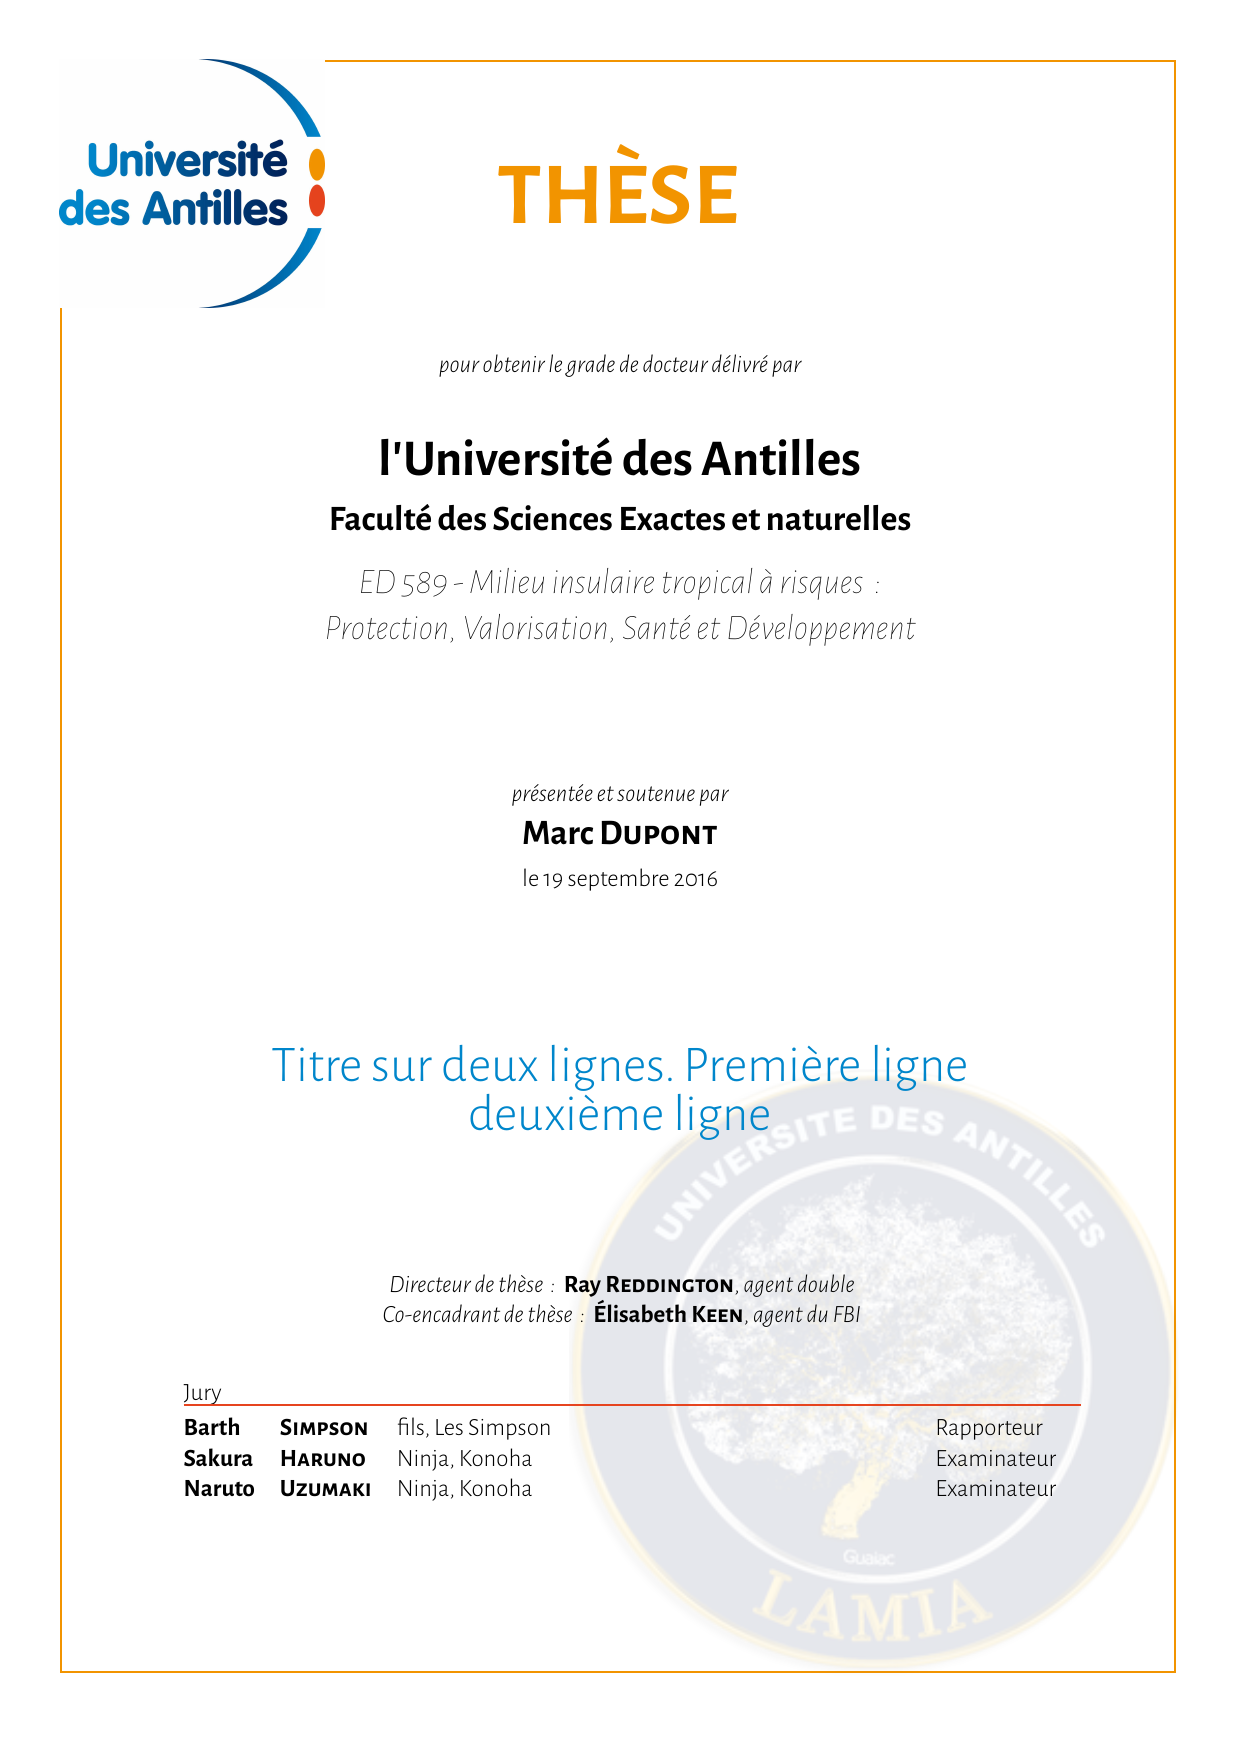 Université
des Antilles
THÈSE
pour obtenir le grade de docteur délivré par
l'Université des Antilles
Faculté des Sciences Exactes et naturelles
ED 589 - Milieu insulaire tropical à risques :
Protection, Valorisation, Santé et Développement
présentée et soutenue par
Marc DUPONT
le 19 septembre 2016
Titre sur deux lignes. Première ligne
deuxième ligne
UNIVERSITE DES ANTILLES
Directeur de thèse : Ray REDDINGTON, agent double
Co-encadrant de thèse : Élisabeth KEEN, agent du FBI
Jury
Barth SIMPSON fils, Les Simpson Rapporteur
Sakura HARUNO Ninja, Konoha Examinateur
Naruto UZUMAKI Ninja, Konoha Examinateur
Guaiac
LAMIA